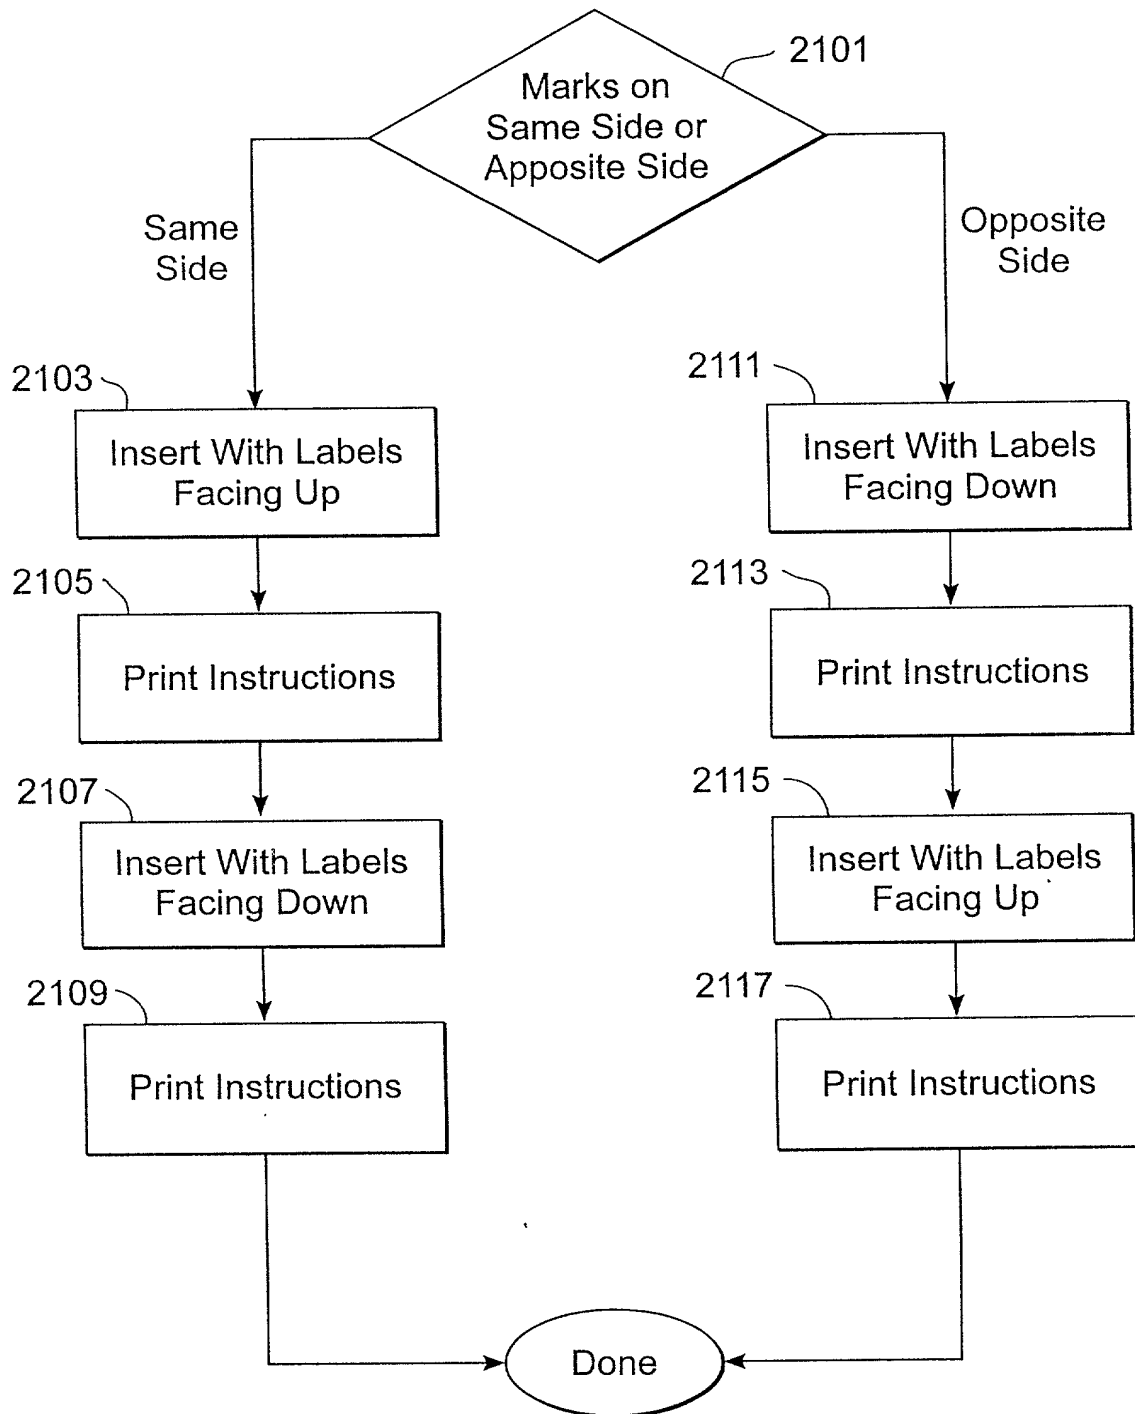 2101
Marks on
Same Side or
Apposite Side
Same
Side
Opposite
Side
2103
Insert With Labels
Facing Up
2105
Print Instructions
2107
Insert With Labels
Facing Down
2109
Print Instructions
2111
Insert With Labels
Facing Down
2113
Print Instructions
2115
Insert With Labels
Facing Up
2117
Print Instructions
Done